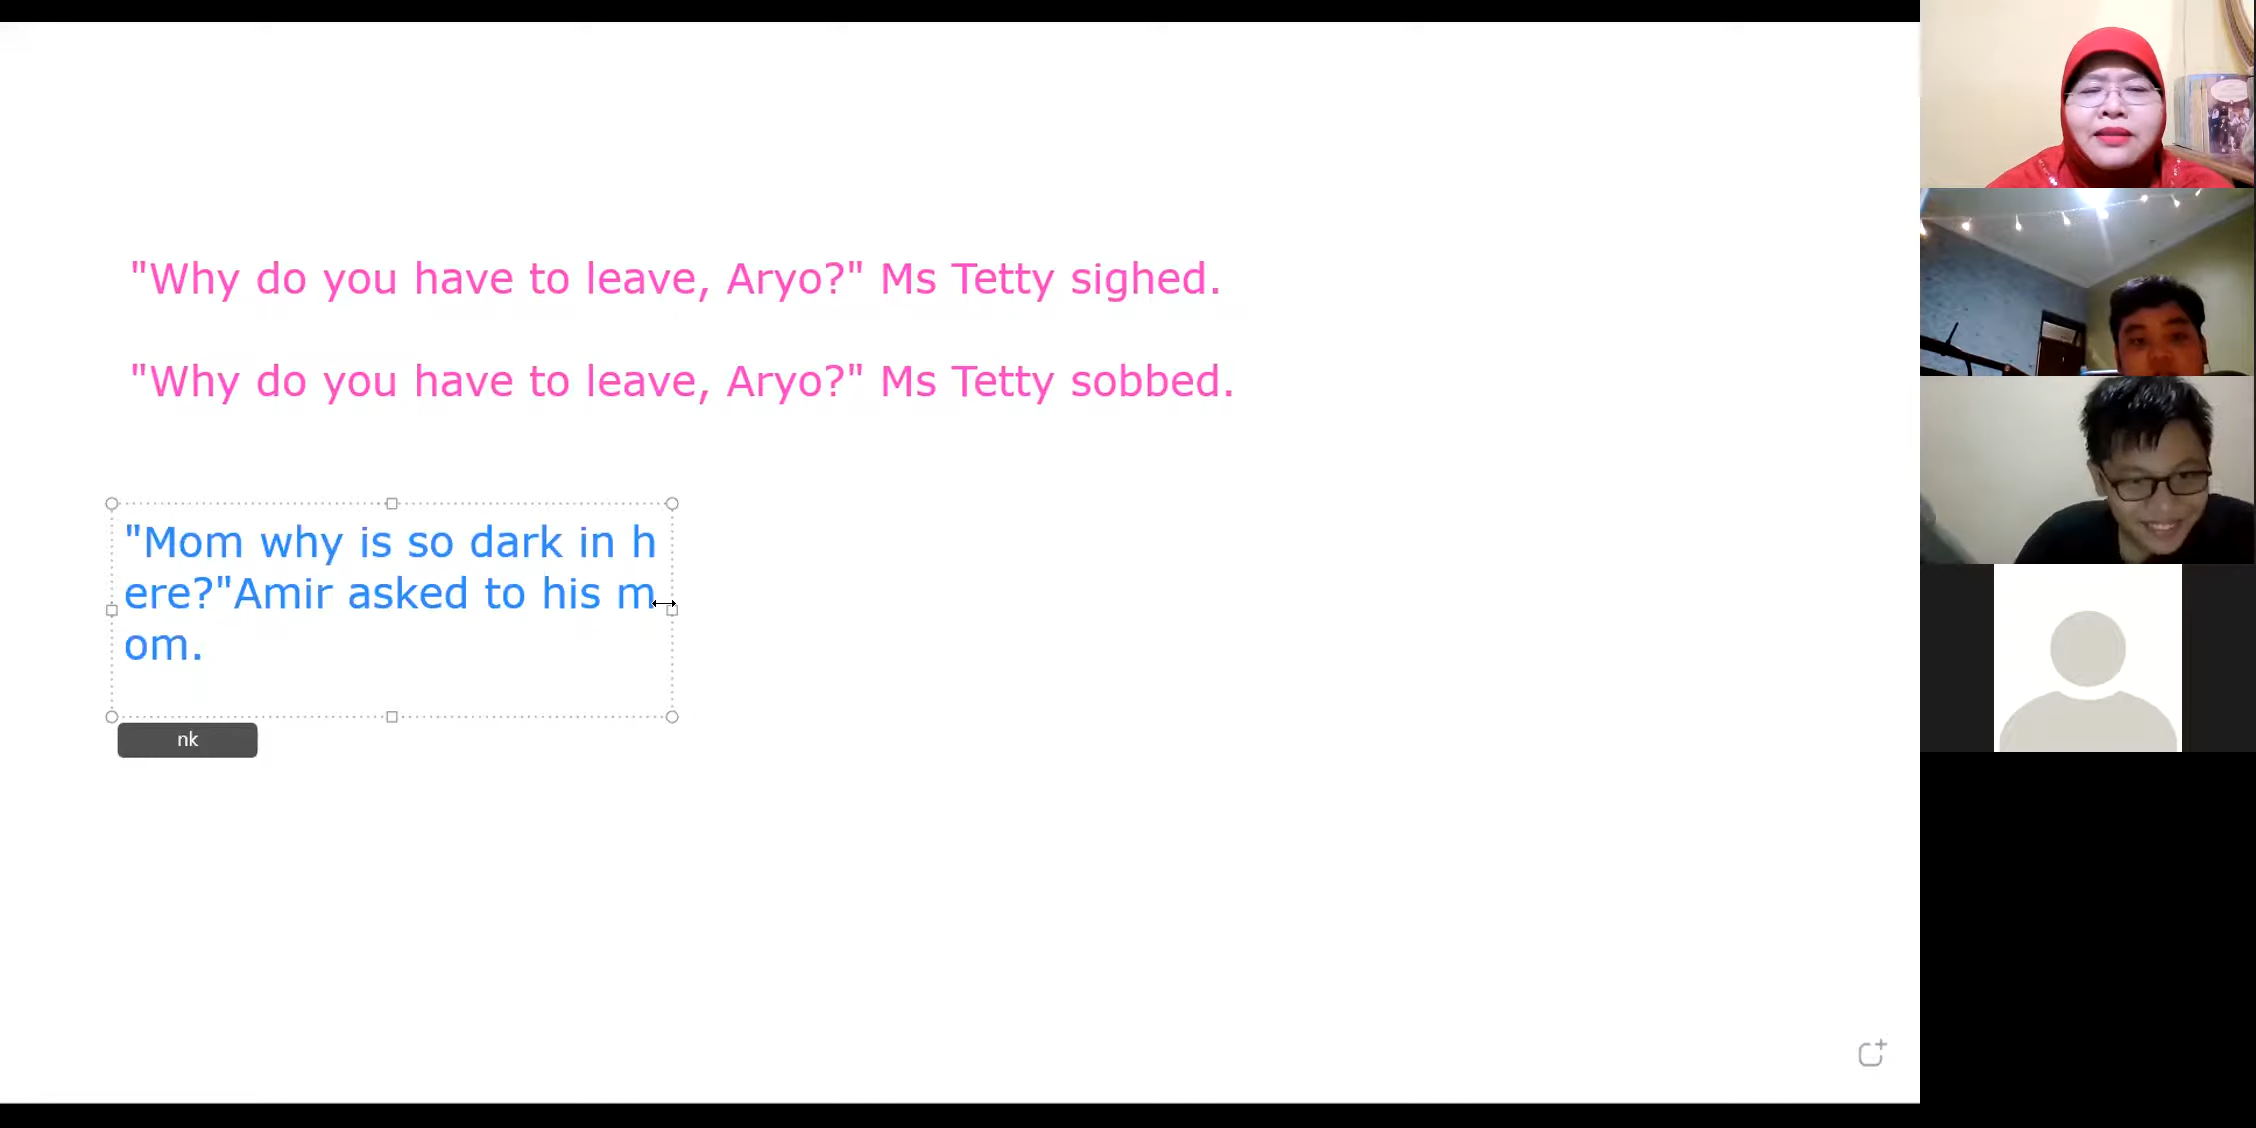 "Why do you have to leave, Aryo?" Ms Tetty sighed.
"Why do you have to leave, Aryo?" Ms Tetty sobbed.
"Mom why is so dark in h
ere?"Amir asked to his m
om.
nk